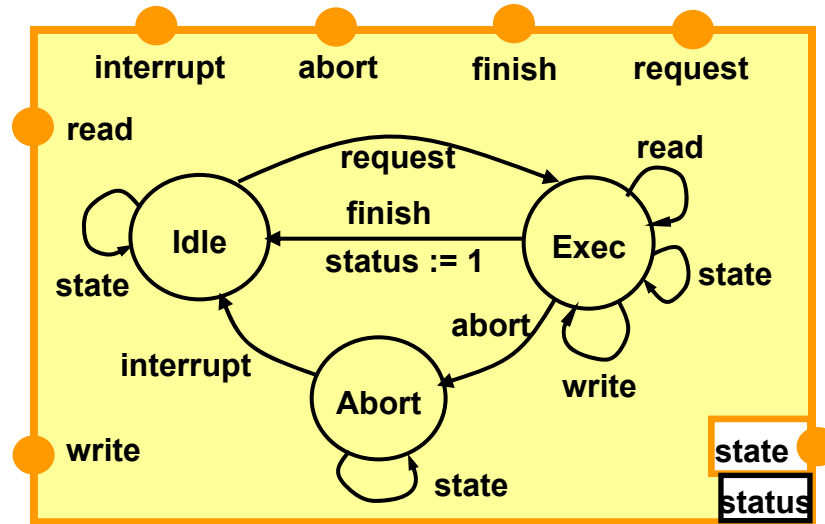 interrupt abort finish request
read
read
request
finish
Idle
Exec
status := 1
state
state
abort
interrupt
write
Abort
write
state
state
status